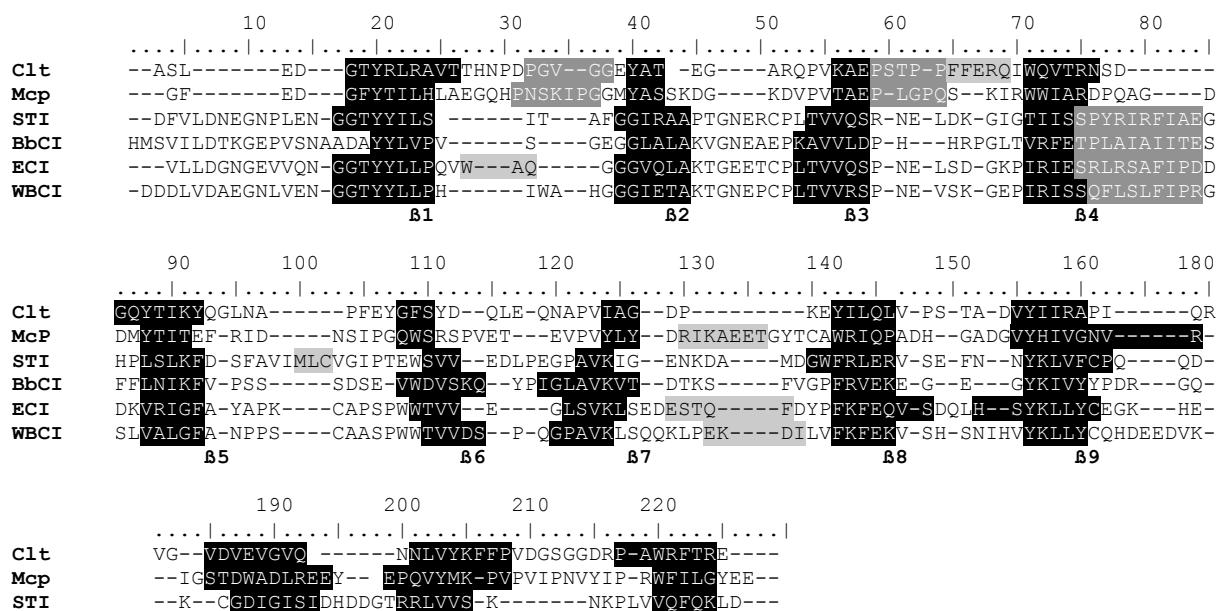 10 20 30 40 50 60 70 80
....|....|....|....|....|....|....|....|....|....|....|....|....|....|....|....|....|
Clt --ASL------ED---GTYRLRAVTTHNPDPGV--GGEYAT --EG----ARQPVKAEPSTP-PFFERQIWQVTRNSD-------
Mcp ---GF------ED---GFYTILHLAEGQHPNSKIPGGMYASSKDG----KDVPVTAEP-LGPQS--KIRWWIARDPQAG----D
STI --DFVLDNEGNPLEN-GGTYYILS ------IT---AFGGIRAAPTGNERCPLTVVQSR-NE-LDK-GIGTIISSPYRIRFIAEG
BbCI HMSVILDTKGEPVSNAADAYYLVPV------S----GEGGLALAKVGNEAEPKAVVLDP-H---HRPGLTVRFETPLAIAIITES
ECI ---VLLDGNGEVVQN-GGTYYLLPQVW---AQ----GGGVQLAKTGEETCPLTVVQSP-NE-LSD-GKPIRIESRLRSAFIPDD
WBCI -DDDLVDAEGNLVEN-GGTYYLLPH------IWA--HGGGIETAKTGNEPCPLTVVRSP-NEV-SK-GEPIRISSQFLSLFIPRG
ß1 ß2 ß3 ß4
90 100 110 120 130 140 150 160 180
....|....|....|....|....|....|....|....|....|....|....|....|....|....|....|....|....|....|
Clt GQYTIKYQGLNA-----PFEYGFSYD-QLE-QNAPVIAG--DP-------KEYILQLV-PS-TA-DVYIIRAPI-----QR
McP DMYTITEF-RID----NSIPGQWSRSPVET---EVPVYLY--DRIKAEETGYTCAWRIQPADH-GADGVYHIVGNV-----R-
STI HPLSLKFD-SFAVIMLCVGIPTEWSVV--EDLPEGPAVKIG--ENKDA---MDGWFRLERV-SEF-NN-YKLVFCPQ---QD-
BbCI FFLNIKFV-PSS----SDSE-VWDVSKQ--YPIGLAVKVT--DTKS-----FVGPFRVEKE-G--E--GYKIVYYPDR---GQ-
ECI DKVRIGFA-YAPK----CAPSPWWTVV--E----GLSVKLSEDESTQ-----FDYPFKFEQV-SDQLH-SYKLLYCEGK---HE-
WBCI SLVALGFA-NPPS----CAASPWWTVVDS--P-QGPAVKLSQQKLPEK----DILVFKFEKV-SH-SNIHVYKLLYCQHDEEDVK-
ß5 ß6 ß7 ß8 ß9
190 200 210 220
....|....|....|....|....|....|....|....|....|....|
Clt VG--VDVEVGVQ -------NNLVYKFFPVDGSGGDRP-AWRFTRE----
Mcp --IGSTDWADLREEY--EPQVYMK-PVPVIPNVYIP-RWFILGYEE--
STI --K--CGDIGISIDHDDGTRRLVVS-K-------NKPLVVQFQKLD--